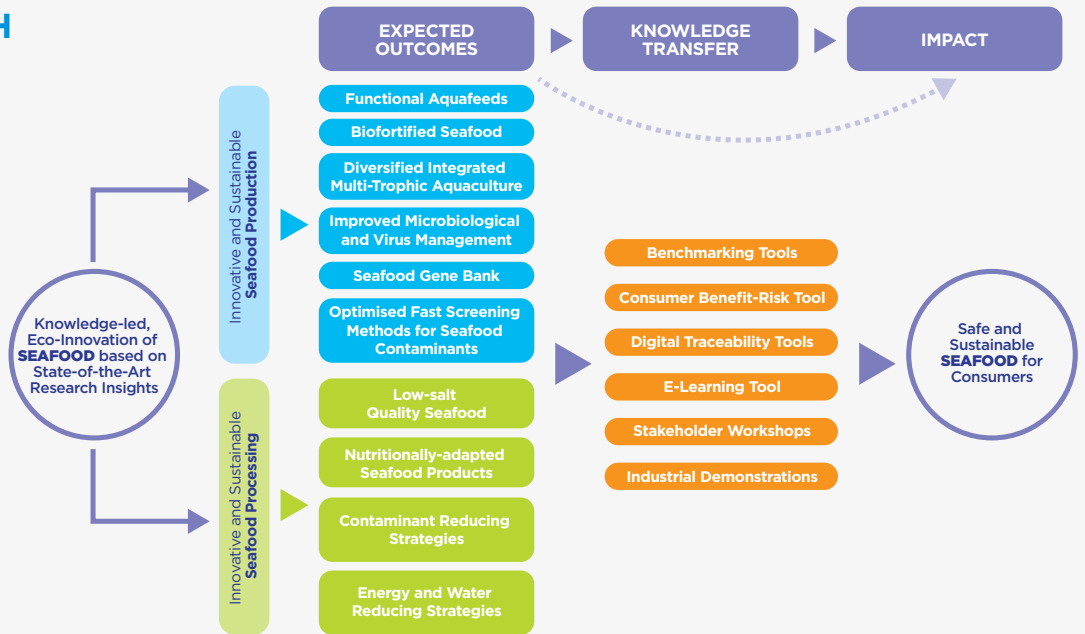 H
EXPECTED
OUTCOMES
KNOWLEDGE
TRANSFER
IMPACT
Knowledge-led,
Eco-Innovation of
SEAFOOD based on
State-of-the-Art
Research Insights
Innovative and Sustainable
Seafood Production
Functional Aquafeeds
Biofortified Seafood
Diversified Integrated
Multi-Trophic Aquaculture
Improved Microbiological
and Virus Management
Seafood Gene Bank
Optimised Fast Screening
Methods for Seafood
Contaminants
Innovative and Sustainable
Seafood Processing
Low-salt
Quality Seafood
Nutritionally-adapted
Seafood Products
Contaminant Reducing
Strategies
Energy and Water
Reducing Strategies
Benchmarking Tools
Consumer Benefit-Risk Tool
Digital Traceability Tools
E-Learning Tool
Stakeholder Workshops
Industrial Demonstrations
Safe and
Sustainable
SEAFOOD for
Consumers